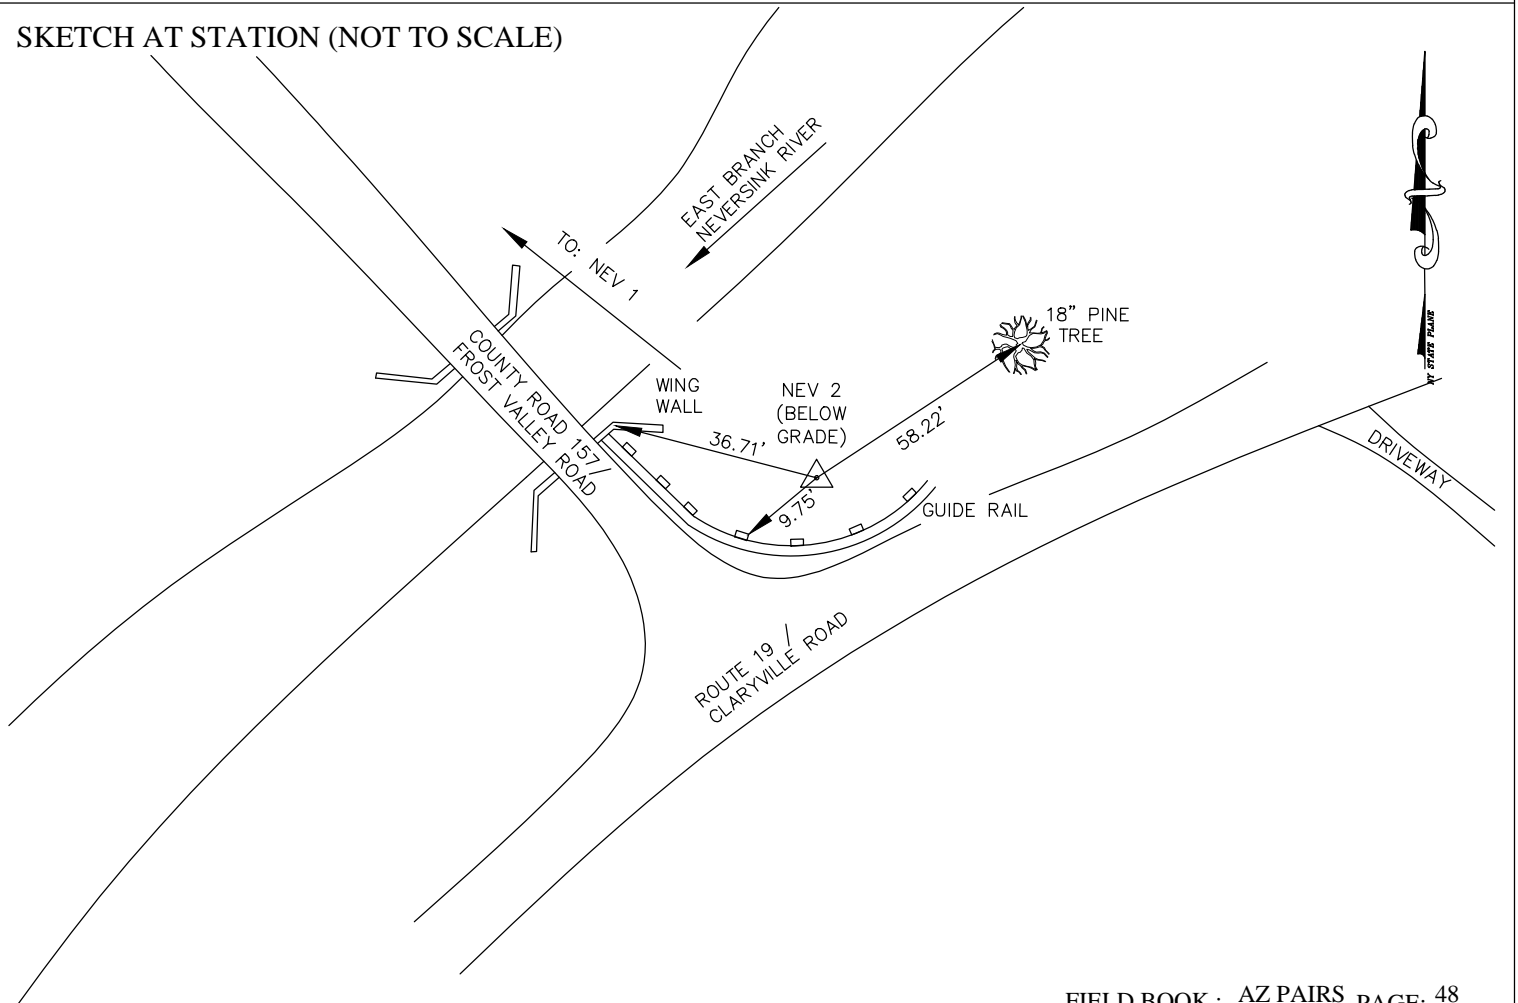 SKETCH AT STATION (NOT TO SCALE)
EAST BRANCH
NEVERSINK RIVER
TO: NEV 1
NY STATE PLANE
18" PINE
TREE
COUNTY ROAD 157/
FROST VALLEY ROAD
WING
WALL
NEV 2
(BELOW
GRADE)
36.71'
58.22'
9.75'
GUIDE RAIL
DRIVEWAY
ROUTE 19 /
CLARYVILLE ROAD
FIELD BOOK : AZ PAIRS PAGE: 48